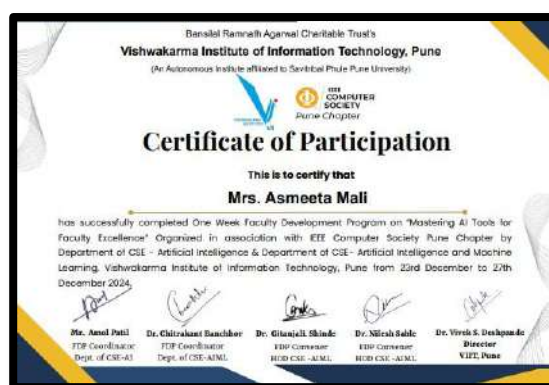 Bansilal Ramnath Agarwal Charitable Trust's
Vishwakarma Institute of Information Technology, Pune
(An Autonomous Institute affiliated to Savitribai Phule Pune University)
IEEE
COMPUTER
SOCIETY
Pune Chapter
Certificate of Participation
This is to certify that
Mrs. Asmeeta Mali
has successfully completed One Week Faculty Development Program on "Mastering AI Tools for
Faculty Excellence" Organized in association with IEEE Computer Society Pune Chapter by
Department of CSE - Artificial Intelligence & Department of CSE- Artificial Intelligence and Machine
Learning, Vishwakarma Institute of Information Technology, Pune from 23rd December to 27th
December 2024.
Mr. Amol Patil Dr. Chitrakant Banchhor Dr. Gitanjali Shinde Dr. Nilesh Sable Dr. Vivek S. Deshpande
FDP Coordinator FDP Coordinator FDP Convener FDP Convener Director
Dept. of CSE-AI Dept. of CSE-AIML HOD CSE -AIML HOD CSE -AI VIIT, Pune